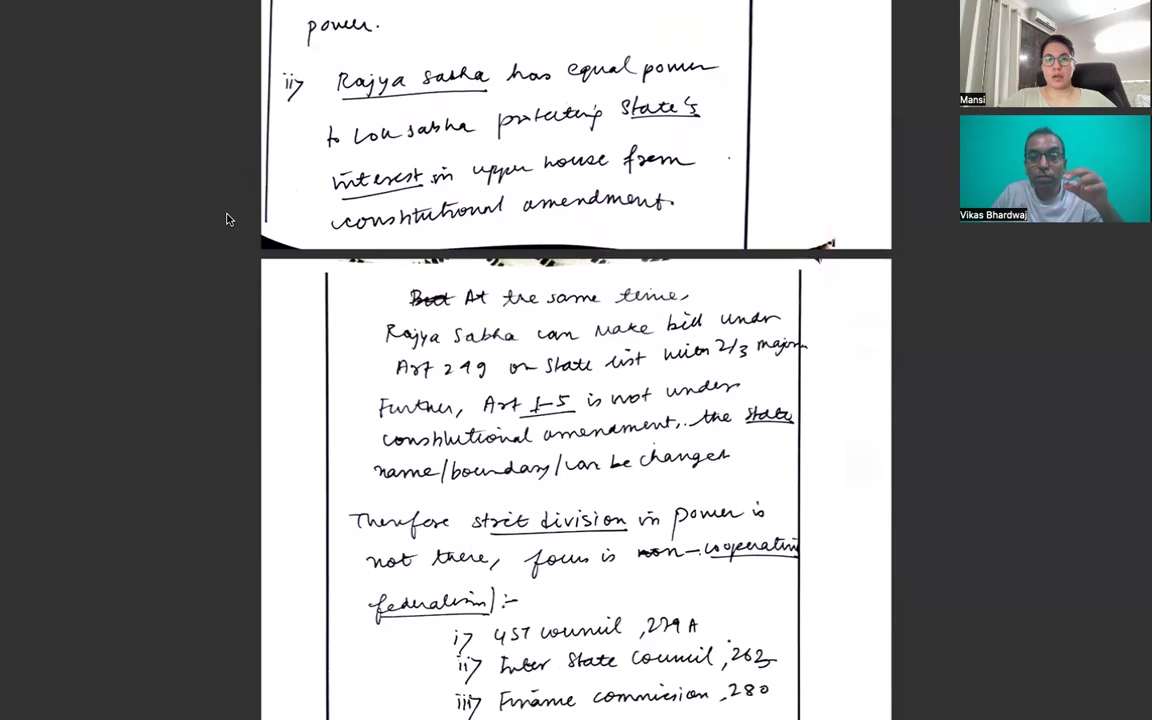 power.
ii> Rajya Sabha has equal power
to Lok sabha protecting State's
interest in upper house from
constitutional amendment.
But At the same time,
Rajya Sabha can make bill under
Art 249 on State list with 2/3 major
Further, Art 1-5 is not under
constitutional amendment,. the state
name/boundary/can be changed
Therefore strict division in power is
not there, focus is non-cooperative
federalism):-
i> GST council ,279 A
ii> Inter State Council ,263
iii> Finance commission ,280
Mansi
Vikas Bhardwaj